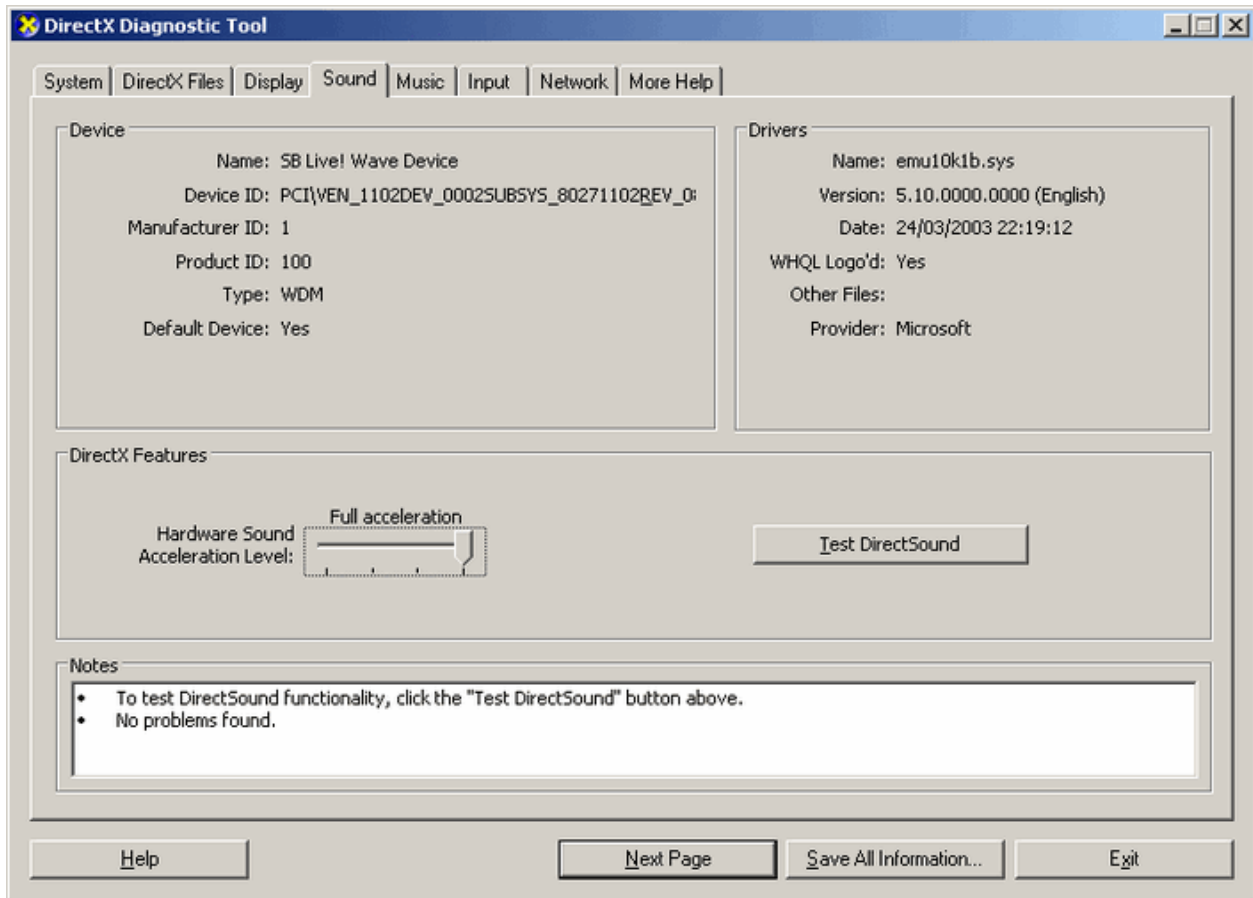 DirectX Diagnostic Tool
System DirectX Files Display Sound Music Input Network More Help
Device
Name: SB Live! Wave Device
Device ID: PCI\VEN_1102DEV_0002SUBSYS_80271102REV_0
Manufacturer ID: 1
Product ID: 100
Type: WDM
Default Device: Yes
Drivers
Name: emu10k1b.sys
Version: 5.10.0000.0000 (English)
Date: 24/03/2003 22:19:12
WHQL Logo'd: Yes
Other Files:
Provider: Microsoft
DirectX Features
Hardware Sound
Acceleration Level:
Full acceleration
Test DirectSound
Notes
• To test DirectSound functionality, click the "Test DirectSound" button above.
• No problems found.
Help Next Page Save All Information... Exit